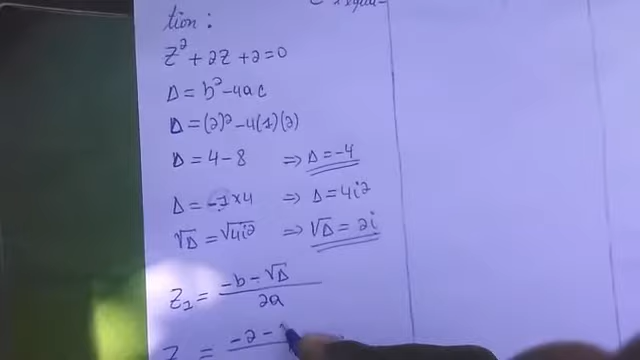 tion :
Z² + 2Z + 2 = 0
Δ = b² - 4ac
Δ = (2)² - 4(1)(2)
Δ = 4 - 8 ⇒ Δ = -4
Δ = -1 × 4 ⇒ Δ = 4i²
√Δ = √4i² ⇒ √Δ = 2i
Z₁ = (-b - √Δ) / 2a
Z = -2 -